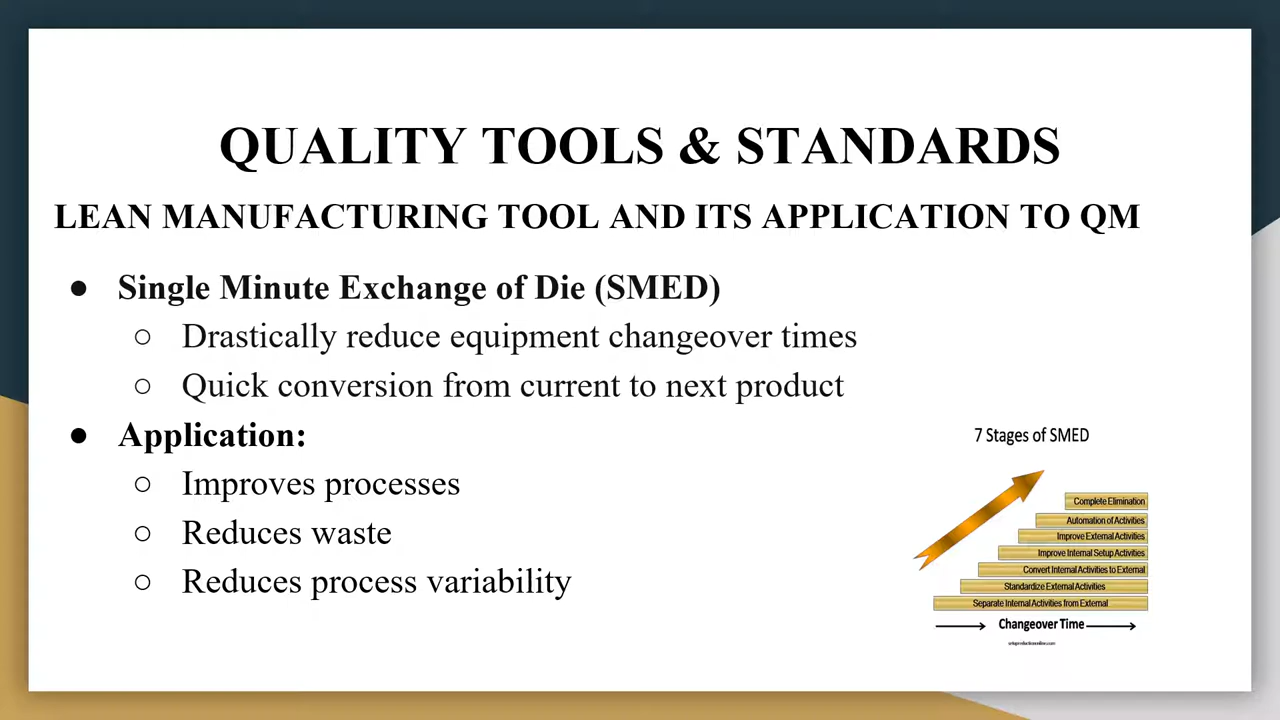 QUALITY TOOLS & STANDARDS
LEAN MANUFACTURING TOOL AND ITS APPLICATION TO QM
● Single Minute Exchange of Die (SMED)
○ Drastically reduce equipment changeover times
○ Quick conversion from current to next product
● Application:
○ Improves processes
○ Reduces waste
○ Reduces process variability
7 Stages of SMED
Complete Elimination
Automation of Activities
Improve External Activities
Improve Internal Setup Activities
Convert Internal Activities to External
Standardize External Activities
Separate Internal Activities from External
Changeover Time